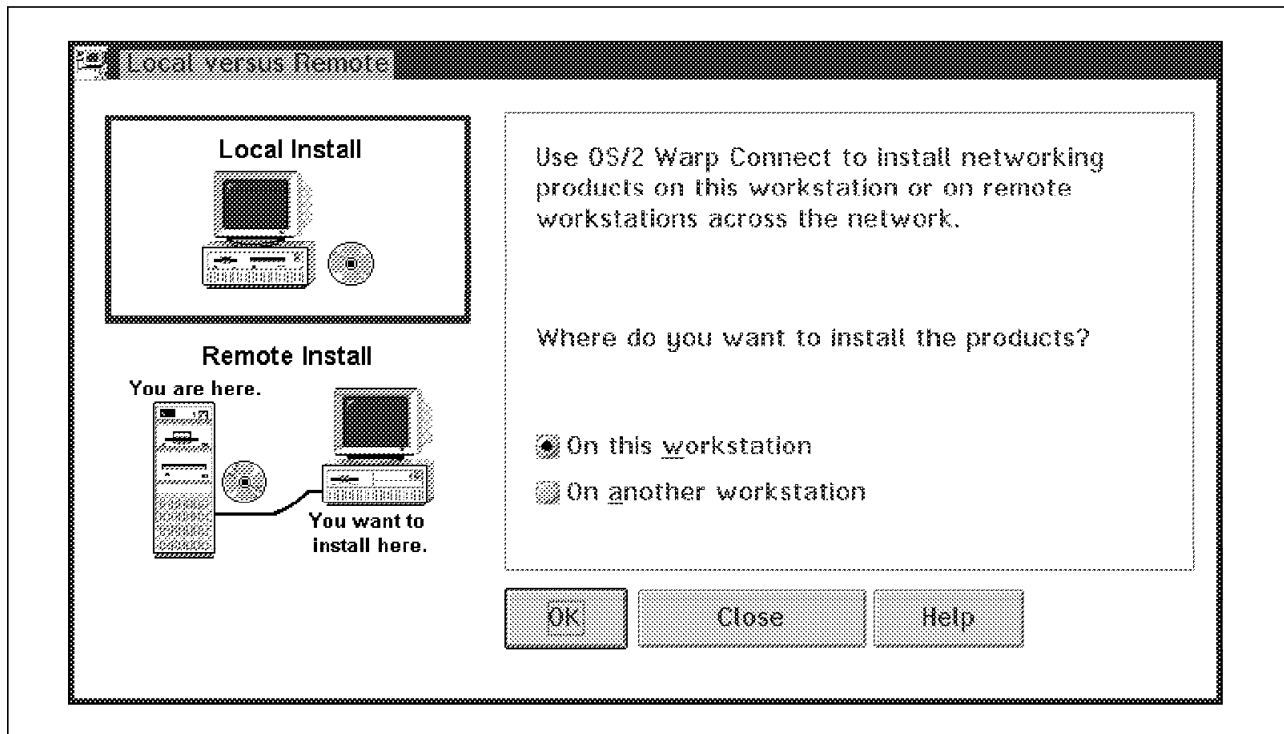 Local versus Remote
Local Install
Remote Install
You are here.
You want to
install here.
Use OS/2 Warp Connect to install networking
products on this workstation or on remote
workstations across the network.
Where do you want to install the products?
On this workstation
On another workstation
OK
Close
Help